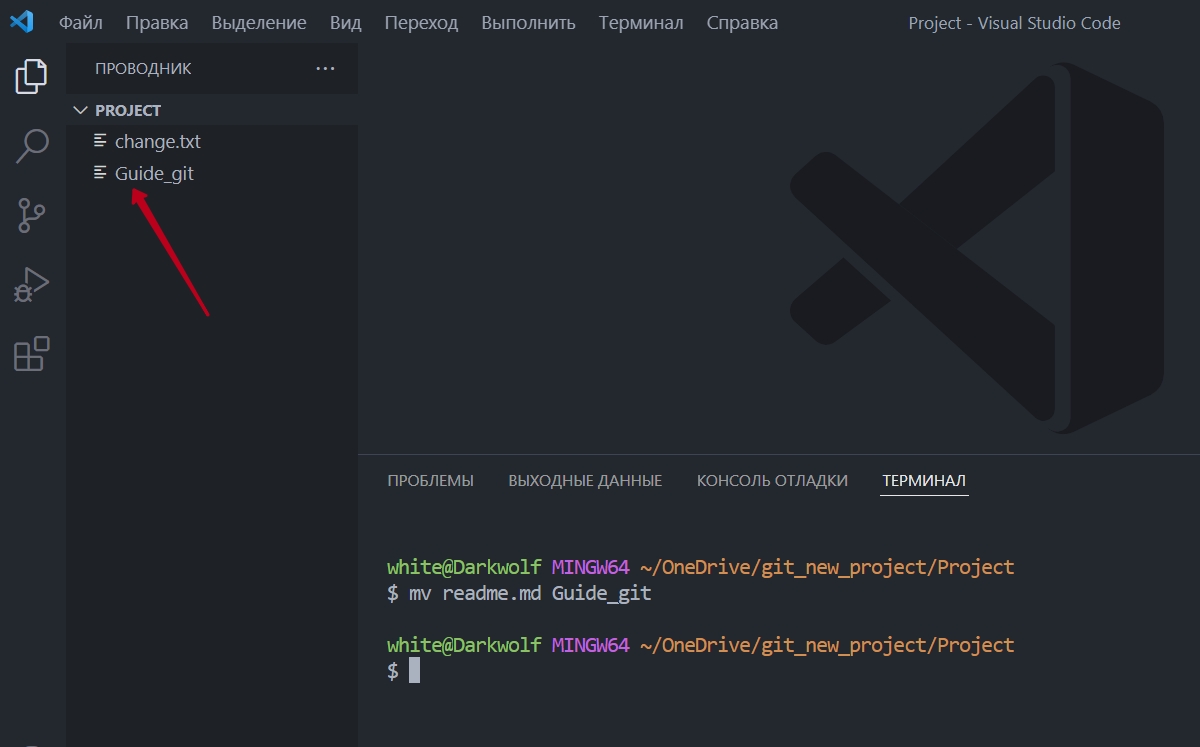 Файл Правка Выделение Вид Переход Выполнить Терминал Справка Project - Visual Studio Code
ПРОВОДНИК
PROJECT
change.txt
Guide_git
ПРОБЛЕМЫ ВЫХОДНЫЕ ДАННЫЕ КОНСОЛЬ ОТЛАДКИ ТЕРМИНАЛ
white@Darkwolf MINGW64 ~/OneDrive/git_new_project/Project
$ mv readme.md Guide_git
white@Darkwolf MINGW64 ~/OneDrive/git_new_project/Project
$